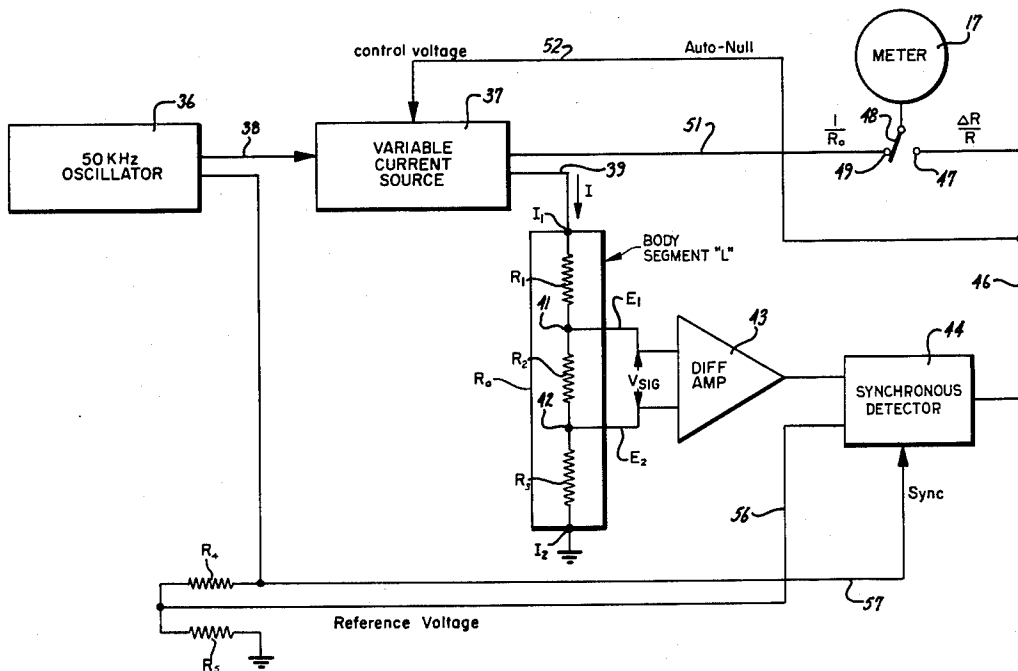 52
17
control voltage
Auto-Null
METER
36
37
48
38
51
1/R₀
ΔR/R
50 KHz OSCILLATOR
VARIABLE CURRENT SOURCE
39
49
47
I
I₁
BODY SEGMENT "L"
R₁
46
41
E₁
43
44
R₂
R₀
V_SIG
DIFF AMP
SYNCHRONOUS DETECTOR
42
E₂
R₃
Sync
56
I₂
R₄
57
Reference Voltage
R₅